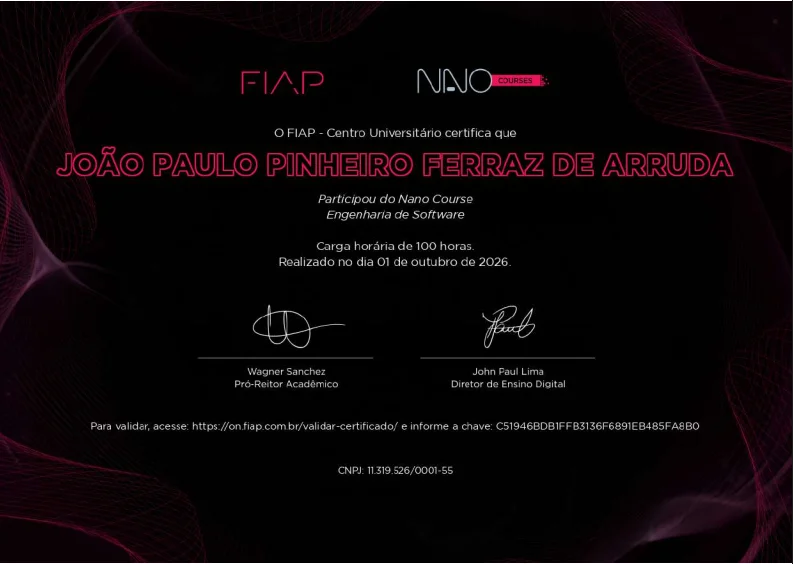 FIAP
NANO COURSES
O FIAP - Centro Universitário certifica que
JOÃO PAULO PINHEIRO FERRAZ DE ARRUDA
Participou do Nano Course
Engenharia de Software
Carga horária de 100 horas.
Realizado no dia 01 de outubro de 2026.
Wagner Sanchez
Pró-Reitor Acadêmico
John Paul Lima
Diretor de Ensino Digital
Para validar, acesse: https://on.fiap.com.br/validar-certificado/ e informe a chave: C51946BDB1FFB3136F6891EB485FA8B0
CNPJ: 11.319.526/0001-55